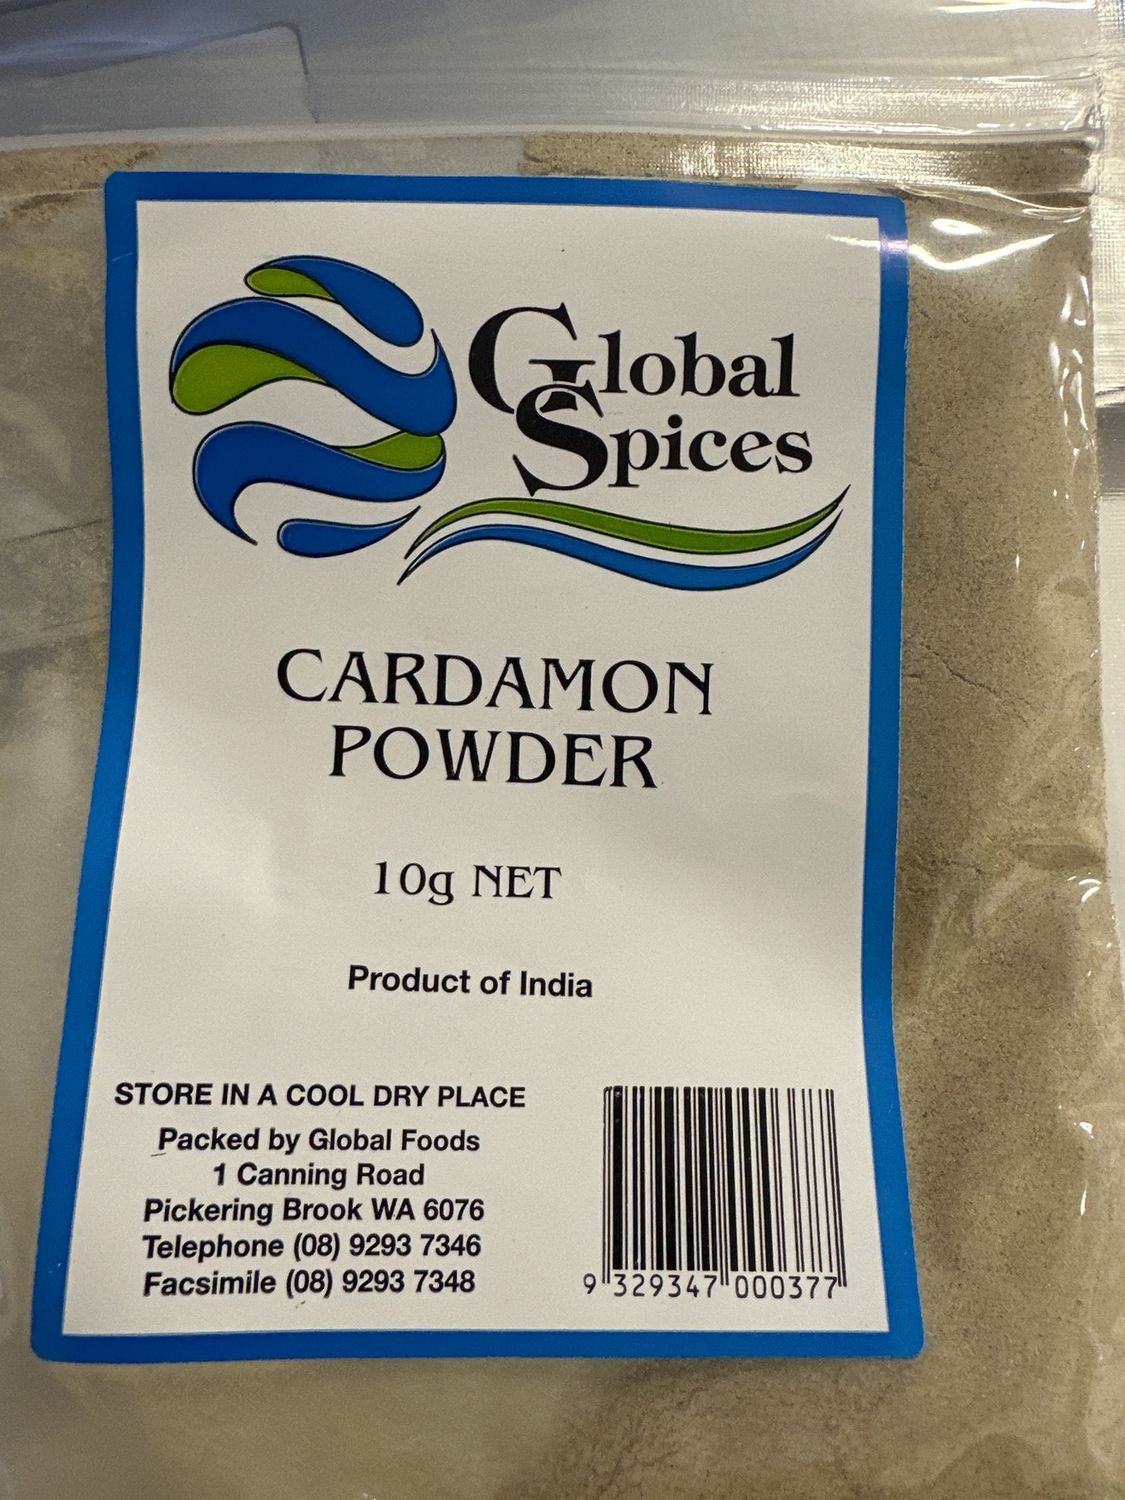 Global
Spices
CARDAMON
POWDER
10g NET
Product of India
STORE IN A COOL DRY PLACE
Packed by Global Foods
1 Canning Road
Pickering Brook WA 6076
Telephone (08) 9293 7346
Facsimile (08) 9293 7348
9 329347 000377